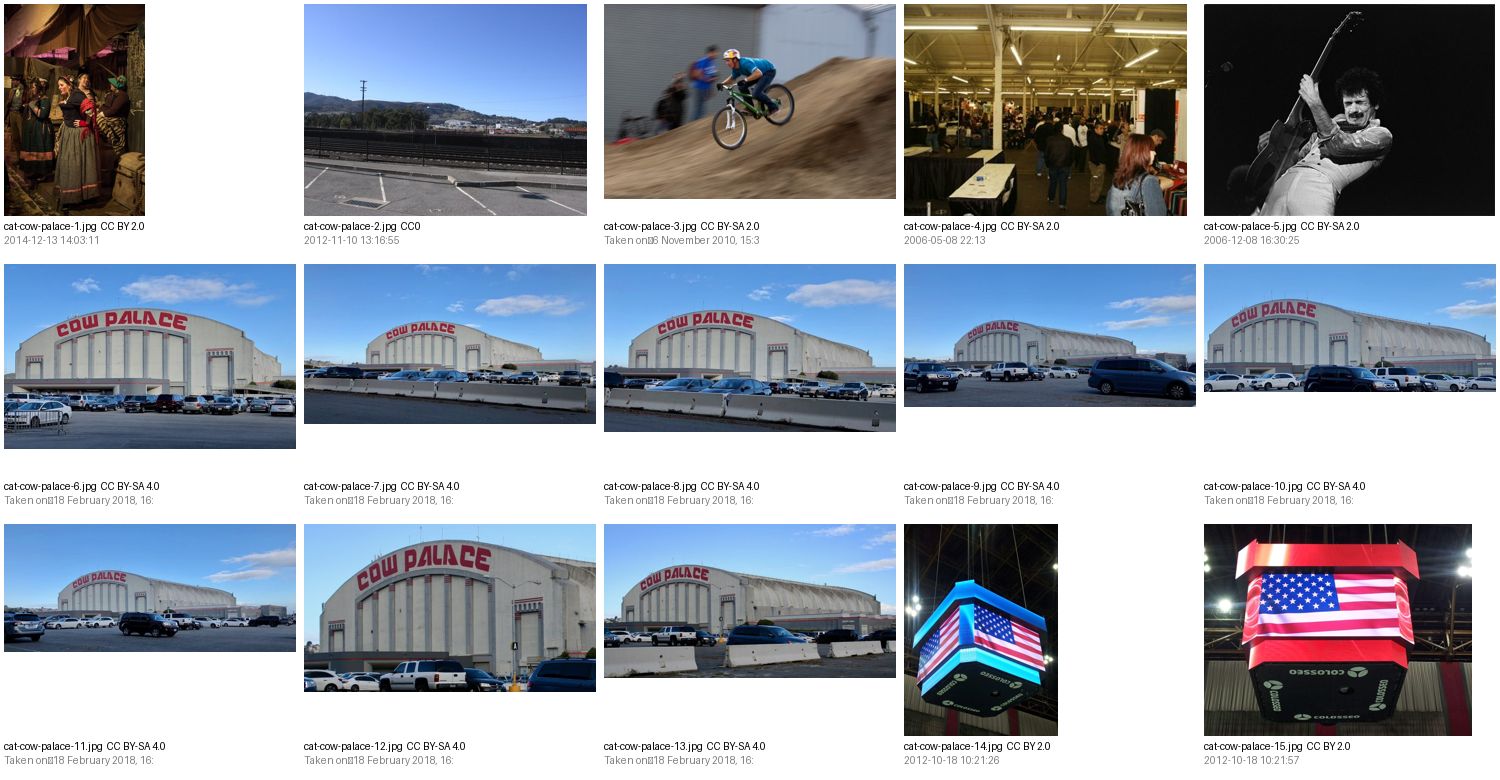 cat-cow-palace-1.jpg CC BY 2.0
2014-12-13 14:03:11
cat-cow-palace-2.jpg CC0
2012-11-10 13:16:55
cat-cow-palace-3.jpg CC BY-SA 2.0
Taken on 6 November 2010, 15:3
cat-cow-palace-4.jpg CC BY-SA 2.0
2006-05-08 22:13
cat-cow-palace-5.jpg CC BY-SA 2.0
2006-12-08 16:30:25
COW PALACE
COW PALACE
COW PALACE
COW PALACE
COW PALACE
cat-cow-palace-6.jpg CC BY-SA 4.0
Taken on 18 February 2018, 16:
cat-cow-palace-7.jpg CC BY-SA 4.0
Taken on 18 February 2018, 16:
cat-cow-palace-8.jpg CC BY-SA 4.0
Taken on 18 February 2018, 16:
cat-cow-palace-9.jpg CC BY-SA 4.0
Taken on 18 February 2018, 16:
cat-cow-palace-10.jpg CC BY-SA 4.0
Taken on 18 February 2018, 16:
COW PALACE
COW PALACE
A
COW PALACE
COLOSSEO
COLOSSEO
COLOSSEO
COLOSSEO
COLOSSEO
cat-cow-palace-11.jpg CC BY-SA 4.0
Taken on 18 February 2018, 16:
cat-cow-palace-12.jpg CC BY-SA 4.0
Taken on 18 February 2018, 16:
cat-cow-palace-13.jpg CC BY-SA 4.0
Taken on 18 February 2018, 16:
cat-cow-palace-14.jpg CC BY 2.0
2012-10-18 10:21:26
cat-cow-palace-15.jpg CC BY 2.0
2012-10-18 10:21:57